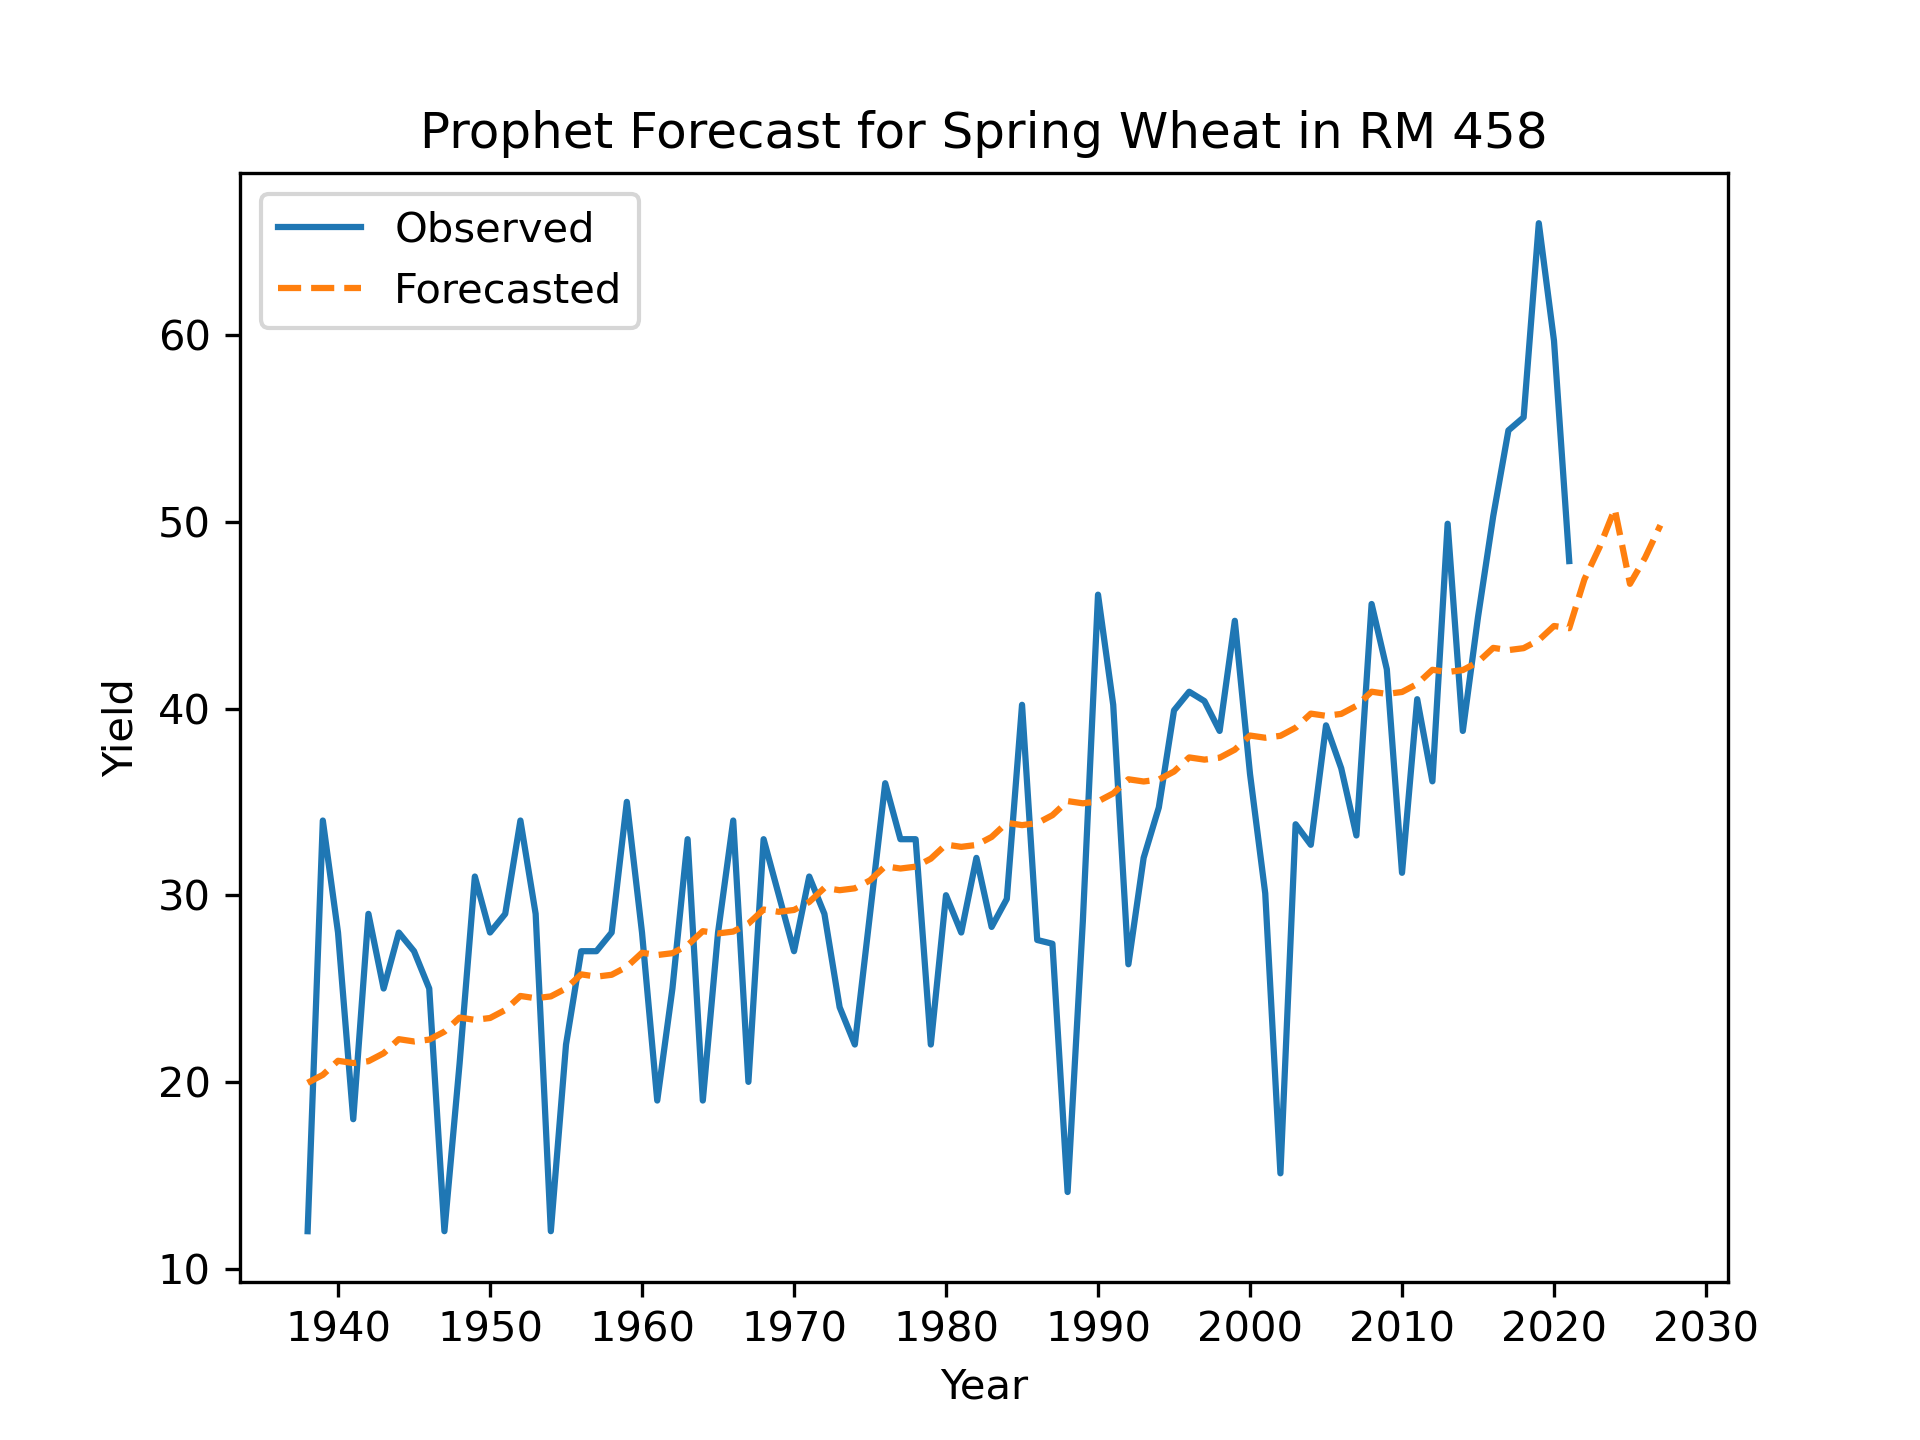 Prophet Forecast for Spring Wheat in RM 458
Observed
Forecasted
60
50
40
30
20
10
Yield
1940 1950 1960 1970 1980 1990 2000 2010 2020 2030
Year